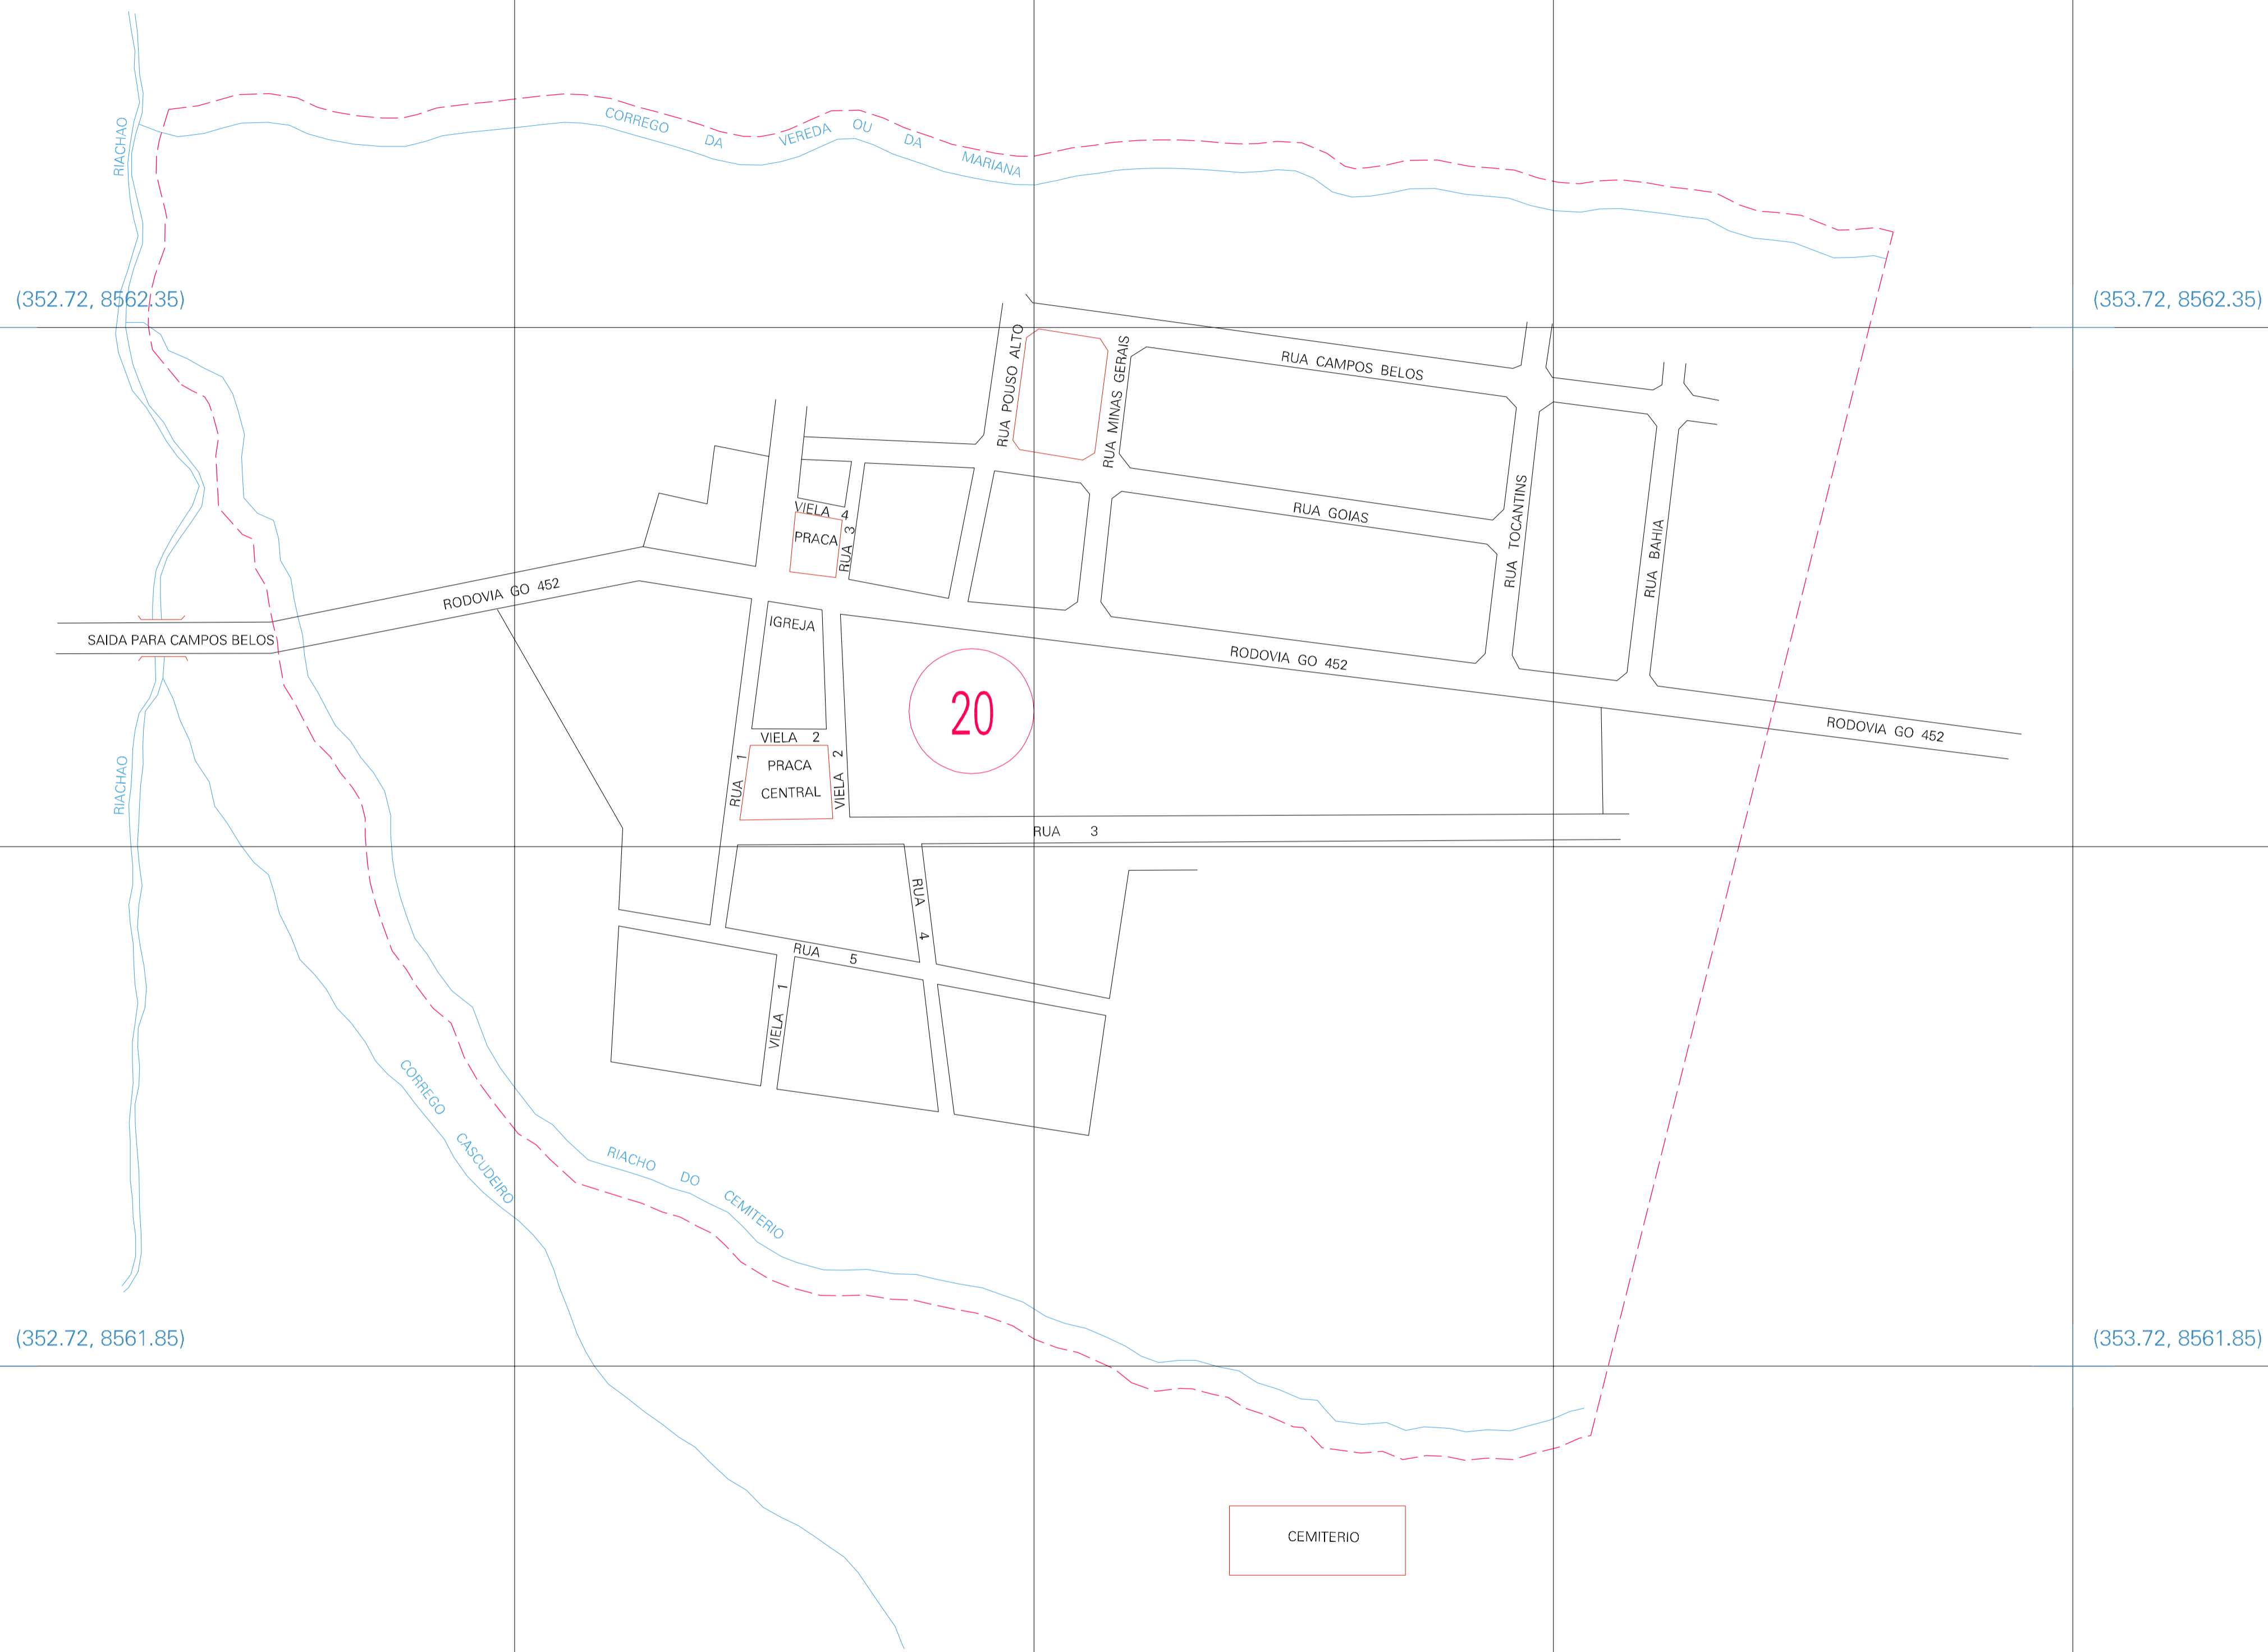 RIACHAO
CORREGO DA VEREDA OU DA MARIANA
(352.72, 8562.35)
(353.72, 8562.35)
RUA POUSO ALTO
RUA MINAS GERAIS
RUA CAMPOS BELOS
VIELA 4
PRACA
RUA 3
RUA GOIAS
RUA TOCANTINS
RUA BAHIA
RODOVIA GO 452
SAIDA PARA CAMPOS BELOS
IGREJA
RODOVIA GO 452
20
RODOVIA GO 452
VIELA 2
RIACHAO
RUA 1
PRACA
CENTRAL
VIELA 2
RUA 3
RUA 4
RUA 5
VIELA 1
CORREGO CASCUDEIRO
RIACHO DO CEMITERIO
(352.72, 8561.85)
(353.72, 8561.85)
CEMITERIO